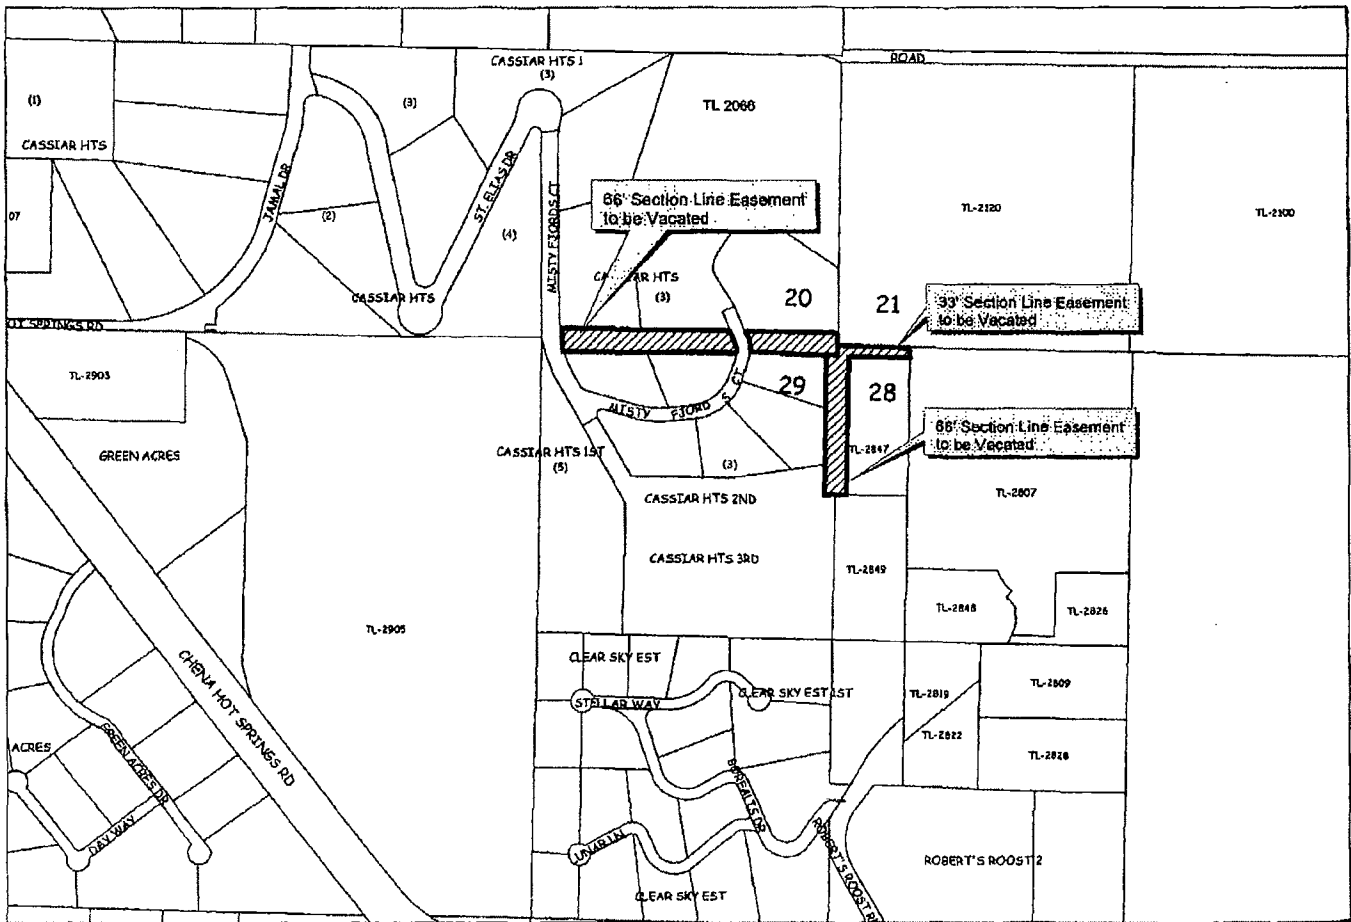 CASSIAR HTS 1
(3)
ROAD
(1)
(3)
TL 2066
CASSIAR HTS
JAMAL DR
ST. ELIAS DR
MISTY FJORDS CT
66' Section Line Easement
to be Vacated
TL-2120
TL-2100
07
(2)
(4)
CASSIAR HTS
(3)
CASSIAR HTS
20
21
33' Section Line Easement
to be Vacated
HOT SPRINGS RD
TL-2903
29
28
MISTY FJORDS CT
66' Section Line Easement
to be Vacated
TL-2847
GREEN ACRES
CASSIAR HTS 1ST
(5)
(3)
CASSIAR HTS 2ND
TL-2807
CASSIAR HTS 3RD
TL-2849
TL-2848
TL-2826
TL-2905
CLEAR SKY EST
CHENA HOT SPRINGS RD
CLEAR SKY EST 1ST
STELLAR WAY
TL-2819
TL-2809
TL-2822
TL-2828
ACRES
GREEN ACRES DR
BOREALIS DR
DAY WAY
LUNAR LN
ROBERT'S ROOST RD
ROBERT'S ROOST 2
CLEAR SKY EST